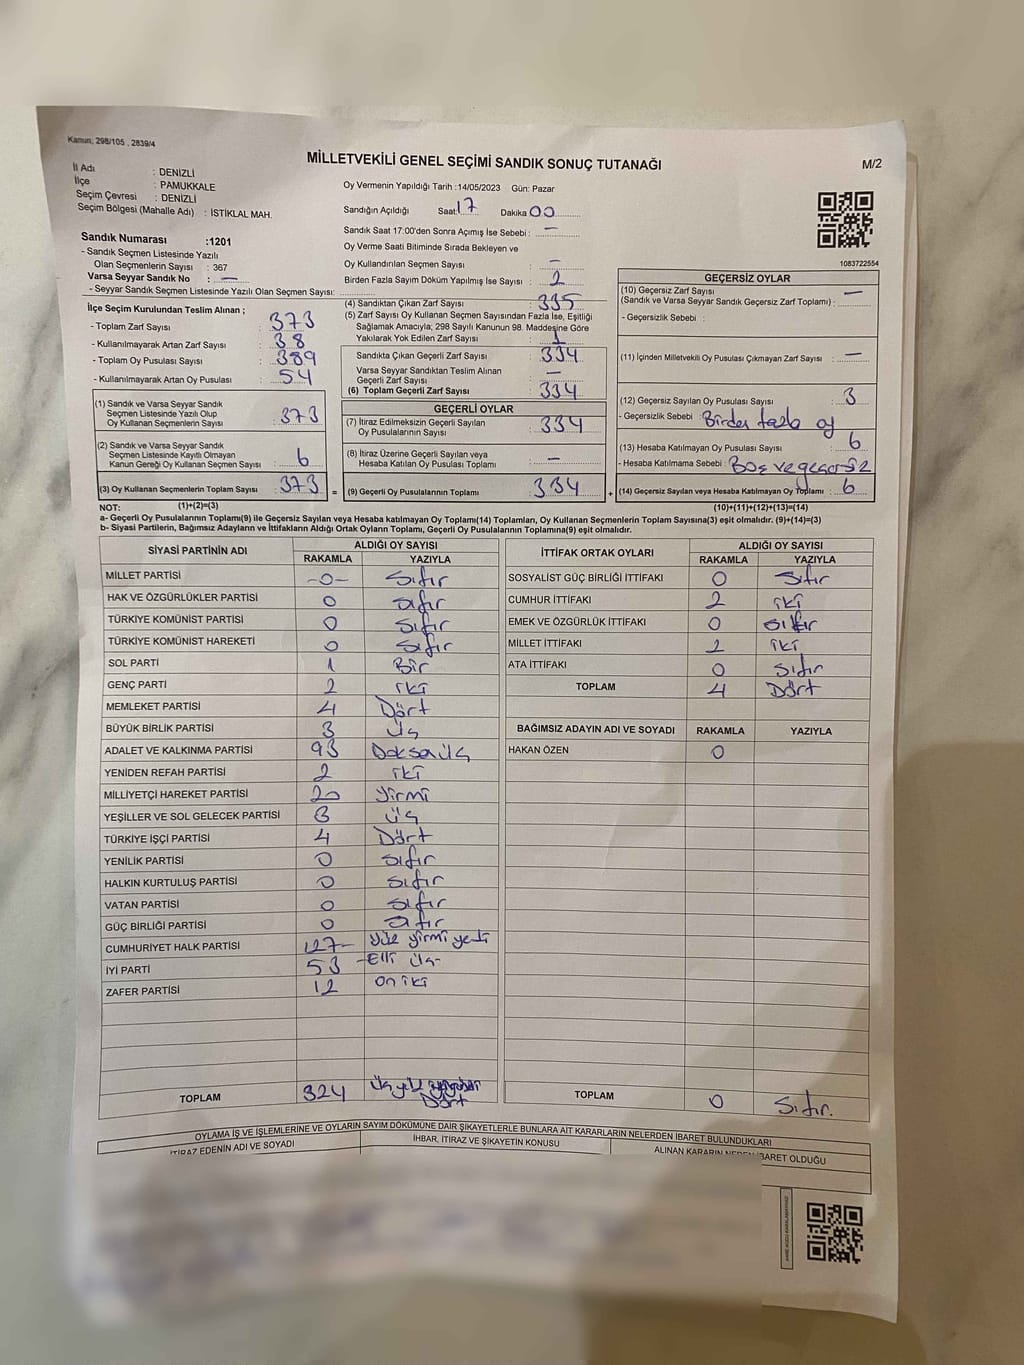 Kanun; 298/105 , 2839/4
MİLLETVEKİLİ GENEL SEÇİMİ SANDIK SONUÇ TUTANAĞI
M/2
İl Adı : DENİZLİ
İlçe : PAMUKKALE
Seçim Çevresi : DENİZLİ
Seçim Bölgesi (Mahalle Adı) : İSTİKLAL MAH.
Sandık Numarası :1201
- Sandık Seçmen Listesinde Yazılı
Olan Seçmenlerin Sayısı : 367
Varsa Seyyar Sandık No : —
- Seyyar Sandık Seçmen Listesinde Yazılı Olan Seçmen Sayısı:
Oy Vermenin Yapıldığı Tarih :14/05/2023 Gün: Pazar
Sandığın Açıldığı Saat 17 Dakika 00
Sandık Saat 17:00'den Sonra Açımış İse Sebebi : —
Oy Verme Saati Bitiminde Sırada Bekleyen ve
Oy Kullandırılan Seçmen Sayısı : —
Birden Fazla Sayım Döküm Yapılmış İse Sayısı : 2
1083722554
İlçe Seçim Kurulundan Teslim Alınan ;
- Toplam Zarf Sayısı : 373
- Kullanılmayarak Artan Zarf Sayısı : 38
- Toplam Oy Pusulası Sayısı : 389
- Kullanılmayarak Artan Oy Pusulası : 54
(1) Sandık ve Varsa Seyyar Sandık
Seçmen Listesinde Yazılı Olup
Oy Kullanan Seçmenlerin Sayısı : 373
(2) Sandık ve Varsa Seyyar Sandık
Seçmen Listesinde Kayıtlı Olmayan
Kanun Gereği Oy Kullanan Seçmen Sayısı : 6
(3) Oy Kullanan Seçmenlerin Toplam Sayısı : 373
(4) Sandıktan Çıkan Zarf Sayısı : 335
(5) Zarf Sayısı Oy Kullanan Seçmen Sayısından Fazla İse, Eşitliği
Sağlamak Amacıyla; 298 Sayılı Kanunun 98. Maddesine Göre
Yakılarak Yok Edilen Zarf Sayısı : 1
Sandıkta Çıkan Geçerli Zarf Sayısı : 334
Varsa Seyyar Sandıktan Teslim Alınan
Geçerli Zarf Sayısı : —
(6) Toplam Geçerli Zarf Sayısı : 334
GEÇERLİ OYLAR
(7) İtiraz Edilmeksizin Geçerli Sayılan
Oy Pusulalarının Sayısı : 334
(8) İtiraz Üzerine Geçerli Sayılan veya
Hesaba Katılan Oy Pusulaları Toplamı : —
= (9) Geçerli Oy Pusulalarının Toplamı : 334 +
GEÇERSİZ OYLAR
(10) Geçersiz Zarf Sayısı —
(Sandık ve Varsa Seyyar Sandık Geçersiz Zarf Toplamı) :
- Geçersizlik Sebebi :
(11) İçinden Milletvekili Oy Pusulası Çıkmayan Zarf Sayısı : —
(12) Geçersiz Sayılan Oy Pusulası Sayısı : 3
- Geçersizlik Sebebi : Birden fazla oy
(13) Hesaba Katılmayan Oy Pusulası Sayısı : 6
- Hesaba Katılmama Sebebi : Boş ve geçersiz
(14) Geçersiz Sayılan veya Hesaba Katılmayan Oy Toplamı : 6
NOT: (1)+(2)=(3) (10)+(11)+(12)+(13)=(14)
a- Geçerli Oy Pusulalarının Toplamı(9) ile Geçersiz Sayılan veya Hesaba katılmayan Oy Toplamı(14) Toplamları, Oy Kullanan Seçmenlerin Toplam Sayısına(3) eşit olmalıdır. (9)+(14)=(3)
b- Siyasi Partilerin, Bağımsız Adayların ve İttifakların Aldığı Ortak Oyların Toplamı, Geçerli Oy Pusulalarının Toplamına(9) eşit olmalıdır.
SİYASİ PARTİNİN ADI ALDIĞI OY SAYISI
RAKAMLA YAZIYLA
MİLLET PARTİSİ -0- Sıfır
HAK VE ÖZGÜRLÜKLER PARTİSİ 0 sıfır
TÜRKİYE KOMÜNİST PARTİSİ 0 Sıfır
TÜRKİYE KOMÜNİST HAREKETİ 0 Sıfır
SOL PARTİ 1 Bir
GENÇ PARTİ 2 iki
MEMLEKET PARTİSİ 4 Dört
BÜYÜK BİRLİK PARTİSİ 3 Üç
ADALET VE KALKINMA PARTİSİ 93 Doksan Üç
YENİDEN REFAH PARTİSİ 2 iki
MİLLİYETÇİ HAREKET PARTİSİ 20 Yirmi
YEŞİLLER VE SOL GELECEK PARTİSİ 3 Üç
TÜRKİYE İŞÇİ PARTİSİ 4 Dört
YENİLİK PARTİSİ 0 sıfır
HALKIN KURTULUŞ PARTİSİ 0 sıfır
VATAN PARTİSİ 0 sıfır
GÜÇ BİRLİĞİ PARTİSİ 0 sıfır
CUMHURİYET HALK PARTİSİ 127- Yüz yirmi yedi
İYİ PARTİ 53 -Elli Üç-
ZAFER PARTİSİ 12 on iki
TOPLAM 324 Üç yüz
Dört
İTTİFAK ORTAK OYLARI ALDIĞI OY SAYISI
RAKAMLA YAZIYLA
SOSYALİST GÜÇ BİRLİĞİ İTTİFAKI 0 Sıfır
CUMHUR İTTİFAKI 2 iki
EMEK VE ÖZGÜRLÜK İTTİFAKI 0 sıfır
MİLLET İTTİFAKI 2 iki
ATA İTTİFAKI 0 sıfır
TOPLAM 4 Dört
BAĞIMSIZ ADAYIN ADI VE SOYADI RAKAMLA YAZIYLA
HAKAN ÖZEN 0
TOPLAM 0 Sıfır.
OYLAMA İŞ VE İŞLEMLERİNE VE OYLARIN SAYIM DÖKÜMÜNE DAİR ŞİKAYETLERLE BUNLARA AİT KARARLARIN NELERDEN İBARET BULUNDUKLARI
İTİRAZ EDENİN ADI VE SOYADI İHBAR, İTİRAZ VE ŞİKAYETİN KONUSU ALINAN KARARIN NEDEN İBARET OLDUĞU